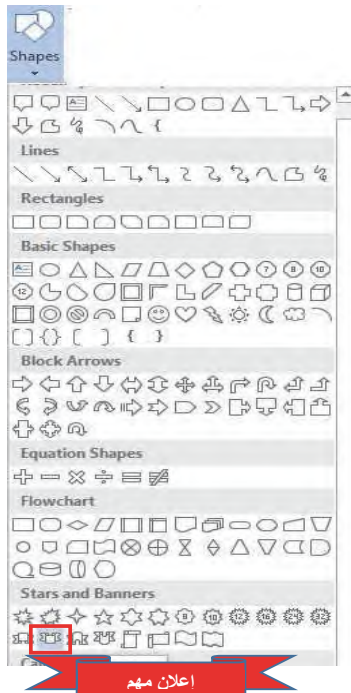 Shapes
Lines
Rectangles
Basic Shapes
Block Arrows
Equation Shapes
Flowchart
Stars and Banners
إعلان مهم